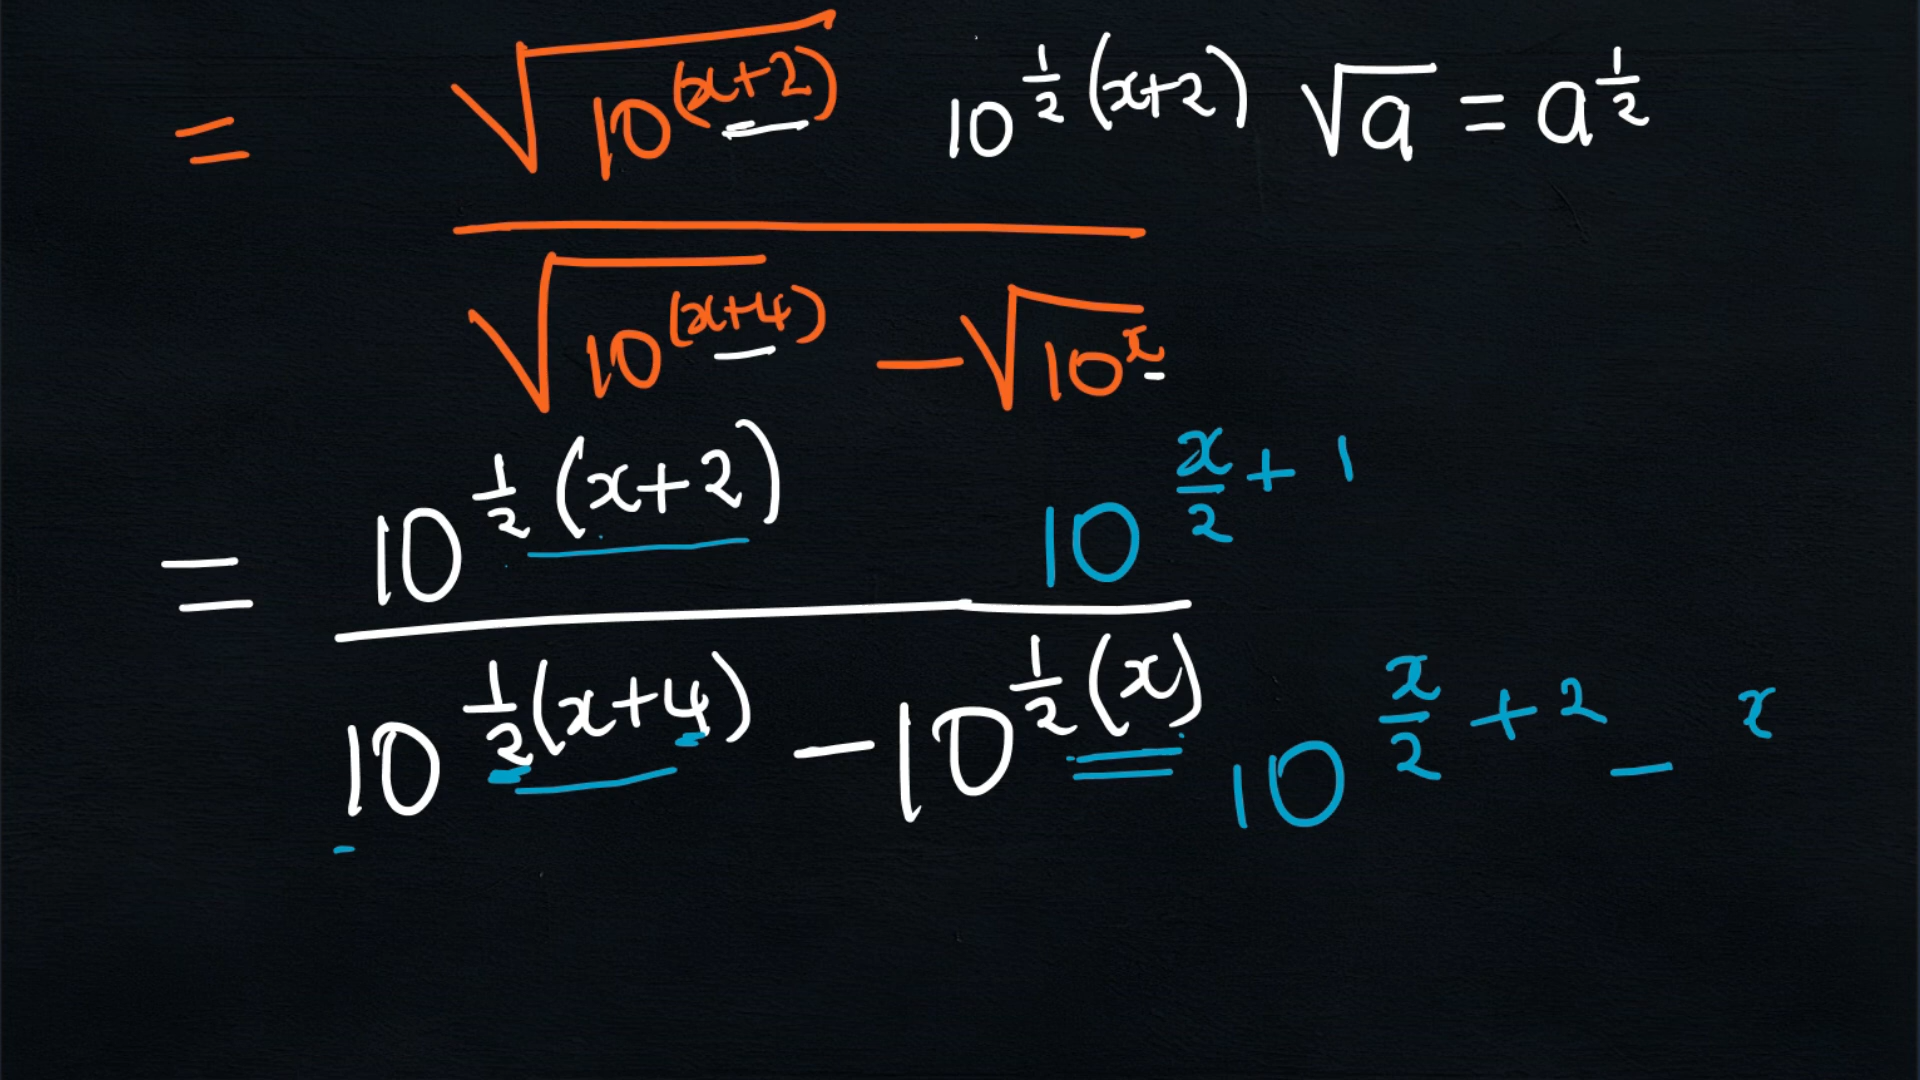 = √10^(x+2) 10^½(x+2) √a = a^½
√10^(x+4) − √10^x
= 10^½(x+2) 10^x/2 + 1
10^½(x+4) − 10^½(x) 10^x/2 + 2 − x